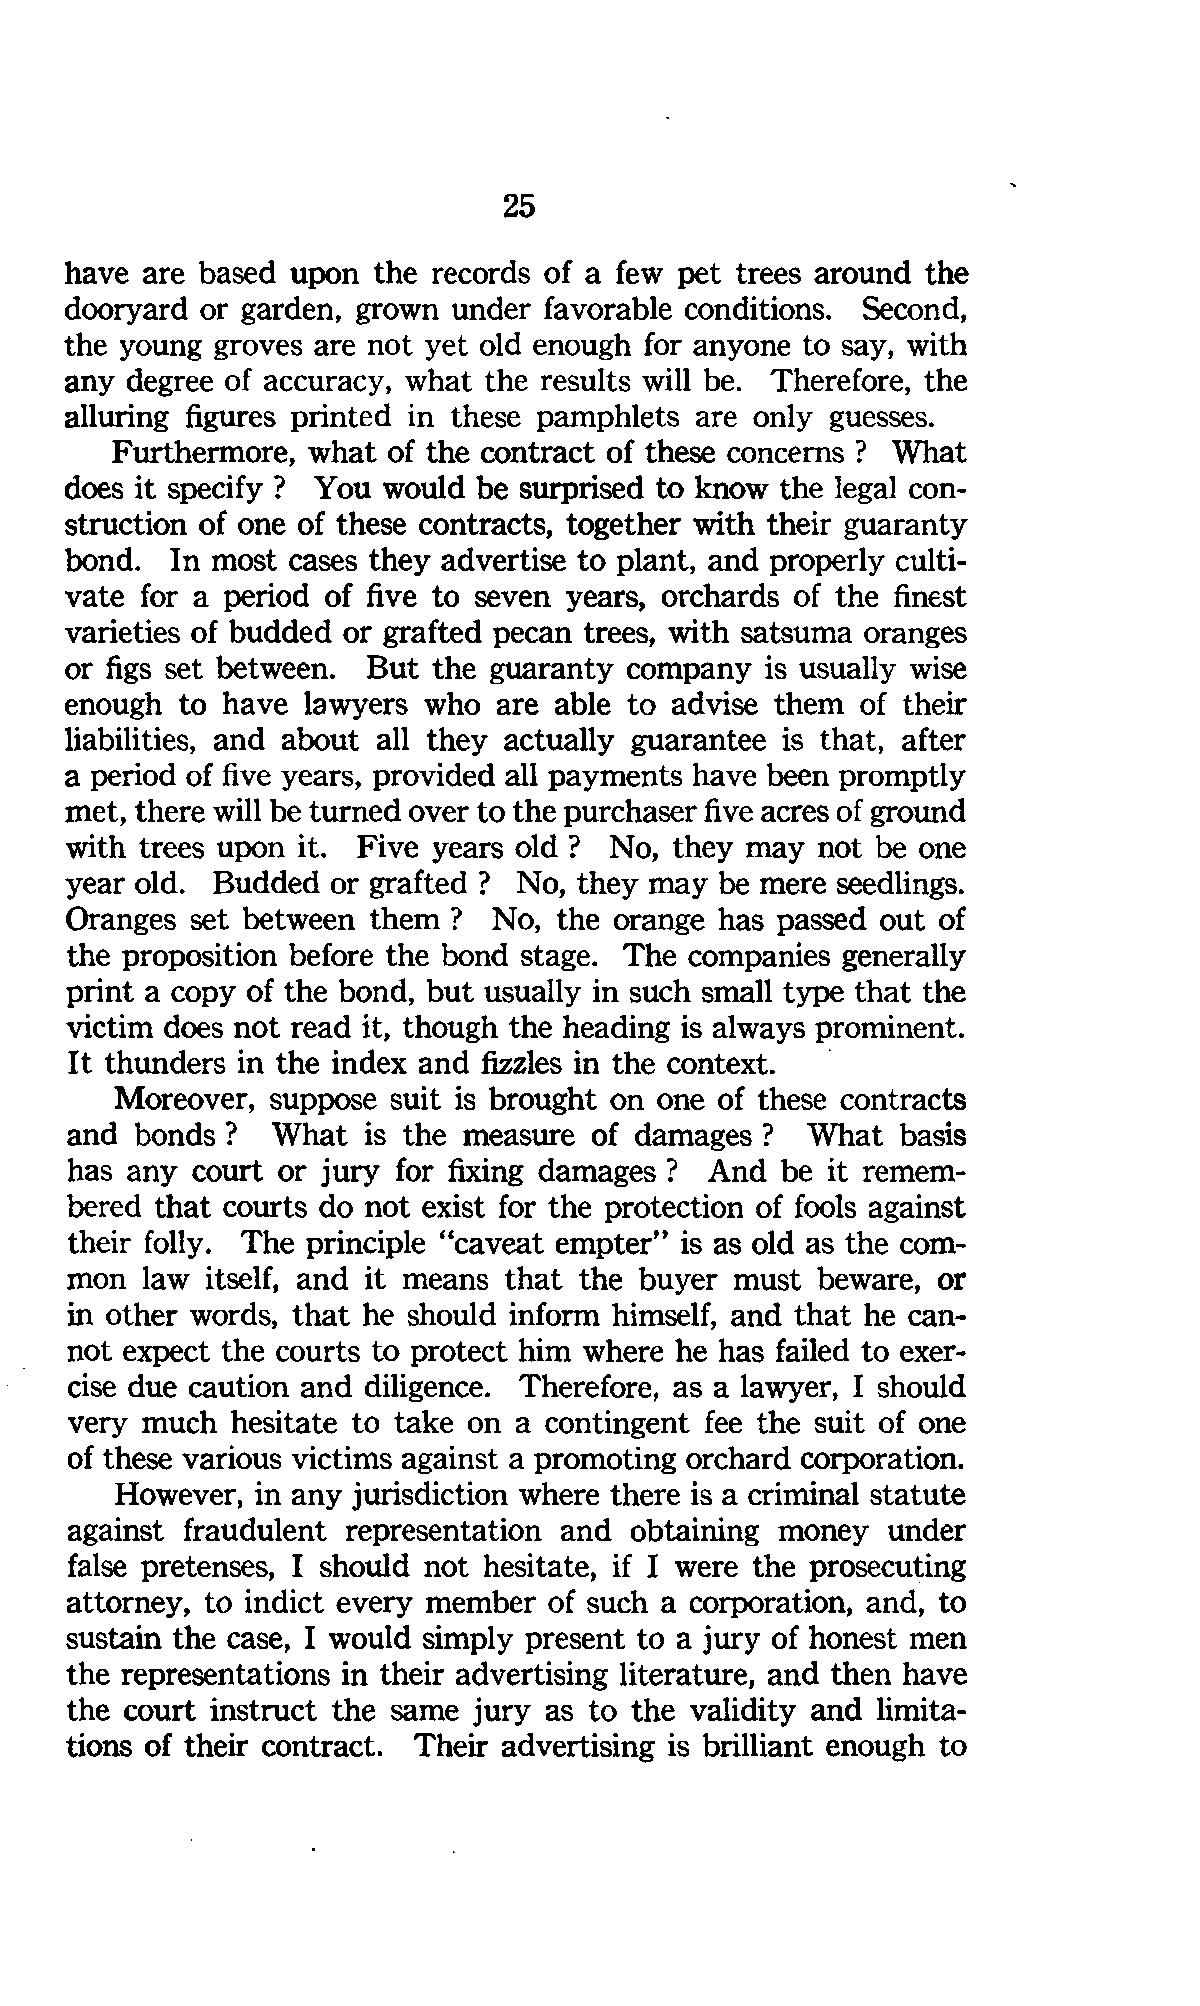 25
have are based upon the records of a few pet trees around the
dooryard or garden, grown under favorable conditions. Second,
the young groves are not yet old enough for anyone to say, with
any degree of accuracy, what the results will be. Therefore, the
alluring figures printed in these pamphlets are only guesses.
Furthermore, what of the contract of these concerns ? What
does it specify ? You would be surprised to know the legal con-
struction of one of these contracts, together with their guaranty
bond. In most cases they advertise to plant, and properly culti-
vate for a period of five to seven years, orchards of the finest
varieties of budded or grafted pecan trees, with satsuma oranges
or figs set between. But the guaranty company is usually wise
enough to have lawyers who are able to advise them of their
liabilities, and about all they actually guarantee is that, after
a period of five years, provided all payments have been promptly
met, there will be turned over to the purchaser five acres of ground
with trees upon it. Five years old ? No, they may not be one
year old. Budded or grafted ? No, they may be mere seedlings.
Oranges set between them ? No, the orange has passed out of
the proposition before the bond stage. The companies generally
print a copy of the bond, but usually in such small type that the
victim does not read it, though the heading is always prominent.
It thunders in the index and fizzles in the context.
Moreover, suppose suit is brought on one of these contracts
and bonds ? What is the measure of damages ? What basis
has any court or jury for fixing damages ? And be it remem-
bered that courts do not exist for the protection of fools against
their folly. The principle "caveat empter" is as old as the com-
mon law itself, and it means that the buyer must beware, or
in other words, that he should inform himself, and that he can-
not expect the courts to protect him where he has failed to exer-
cise due caution and diligence. Therefore, as a lawyer, I should
very much hesitate to take on a contingent fee the suit of one
of these various victims against a promoting orchard corporation.
However, in any jurisdiction where there is a criminal statute
against fraudulent representation and obtaining money under
false pretenses, I should not hesitate, if I were the prosecuting
attorney, to indict every member of such a corporation, and, to
sustain the case, I would simply present to a jury of honest men
the representations in their advertising literature, and then have
the court instruct the same jury as to the validity and limita-
tions of their contract. Their advertising is brilliant enough to